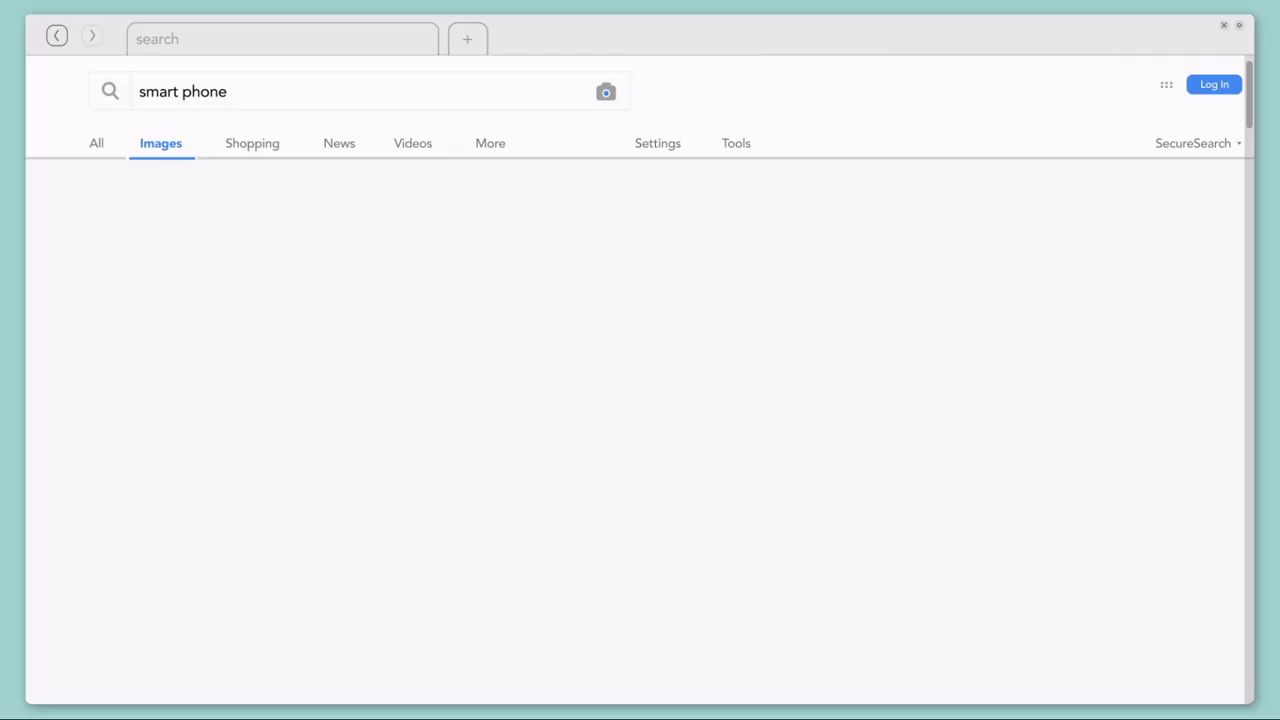 search
+
smart phone
Log In
All Images Shopping News Videos More Settings Tools SecureSearch